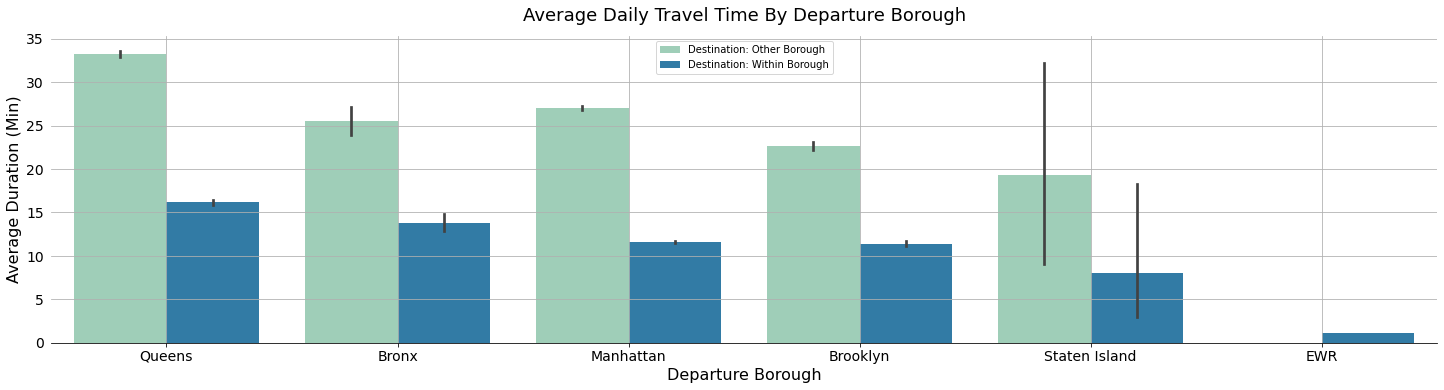 Average Daily Travel Time By Departure Borough
Destination: Other Borough
Destination: Within Borough
Average Duration (Min)
35
30
25
20
15
10
5
0
Queens Bronx Manhattan Brooklyn Staten Island EWR
Departure Borough